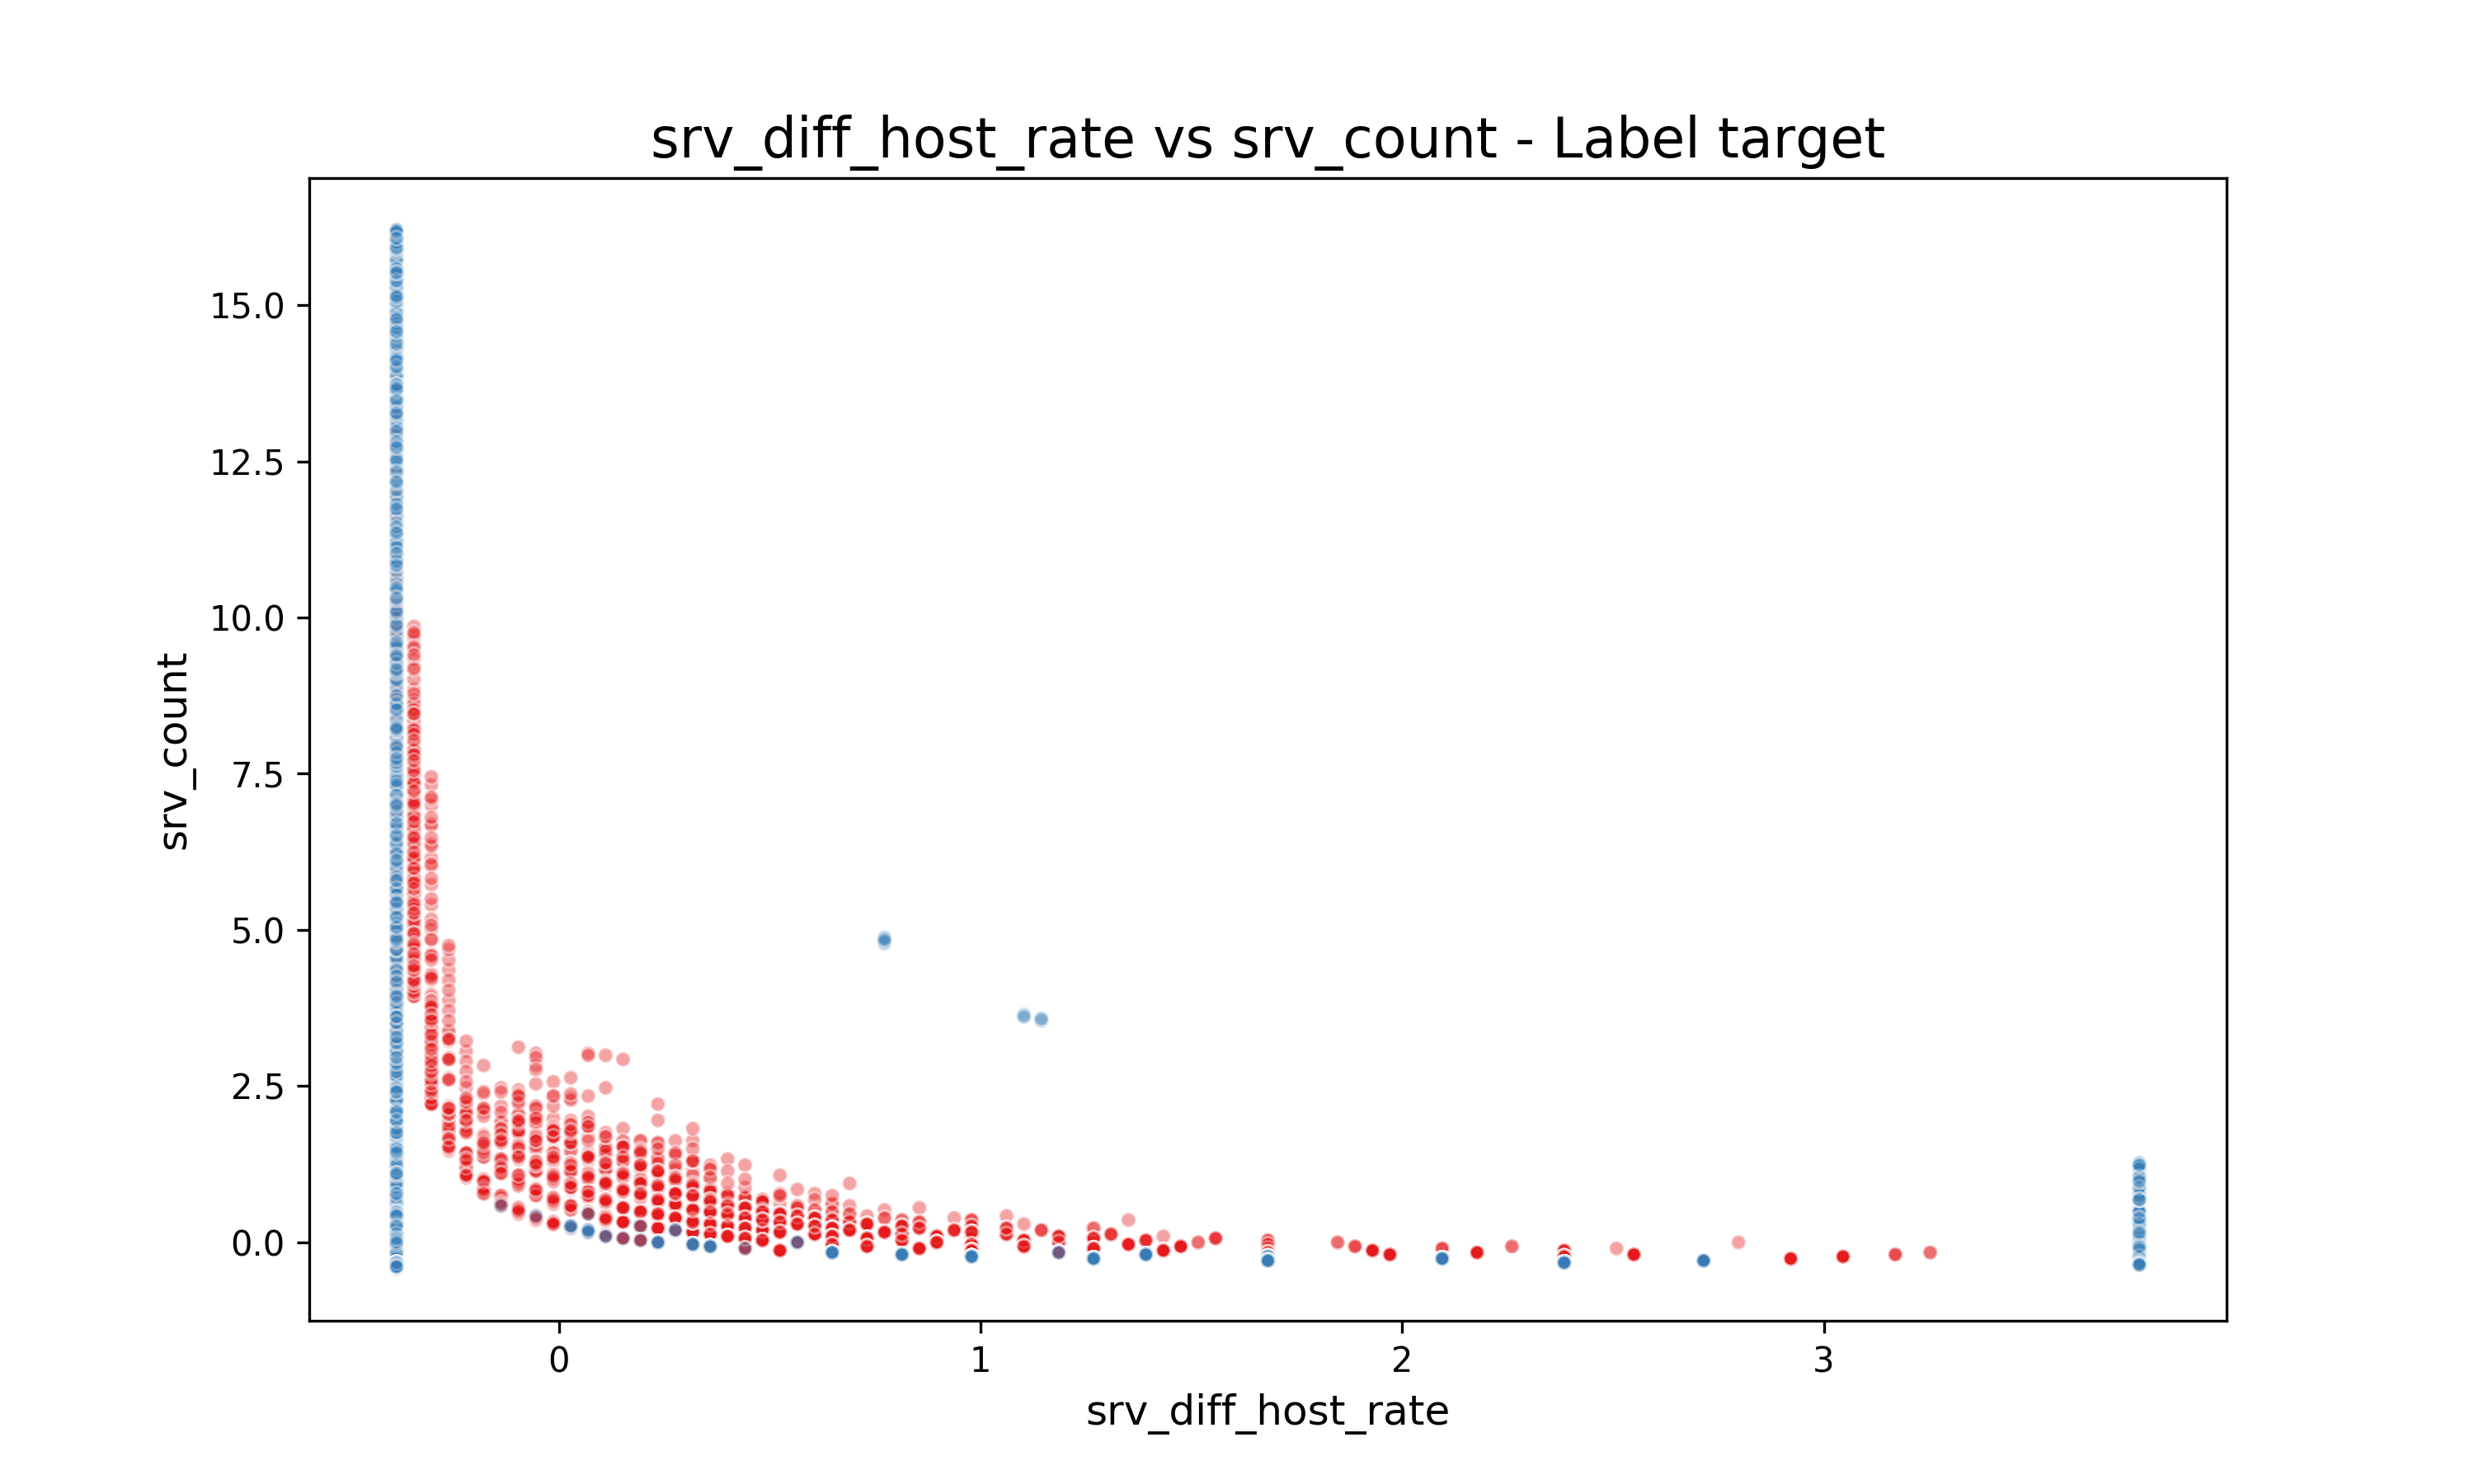 srv_diff_host_rate vs srv_count - Label target
15.0
12.5
10.0
7.5
5.0
2.5
0.0
srv_count
0 1 2 3
srv_diff_host_rate